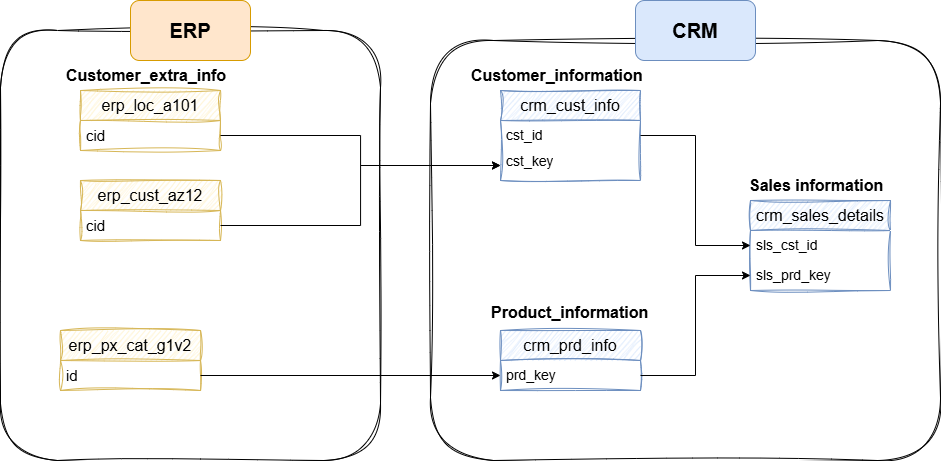 ERP
Customer_extra_info
erp_loc_a101
cid
erp_cust_az12
cid
erp_px_cat_g1v2
id
CRM
Customer_information
crm_cust_info
cst_id
cst_key
Sales information
crm_sales_details
sls_cst_id
sls_prd_key
Product_information
crm_prd_info
prd_key